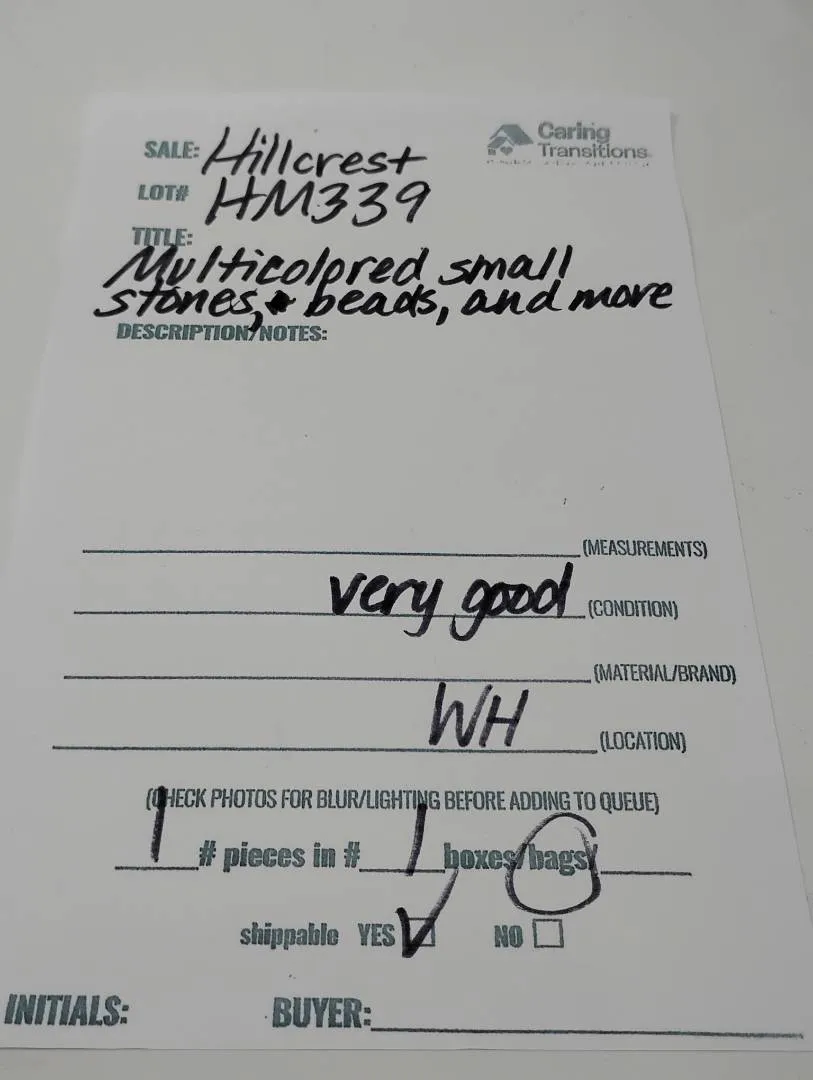 SALE: Hillcrest
Caring
Transitions
LOT# HM339
TITLE:
Multicolored small
stones, beads, and more
DESCRIPTION/NOTES:
(MEASUREMENTS)
very good (CONDITION)
(MATERIAL/BRAND)
WH (LOCATION)
(CHECK PHOTOS FOR BLUR/LIGHTING BEFORE ADDING TO QUEUE)
1 # pieces in # 1 boxes/bags/
shippable YES NO
INITIALS: BUYER: